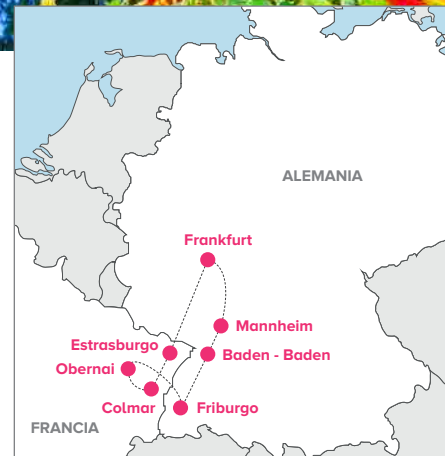 ALEMANIA
Frankfurt
Mannheim
Estrasburgo
Baden - Baden
Obernai
Colmar
Friburgo
FRANCIA